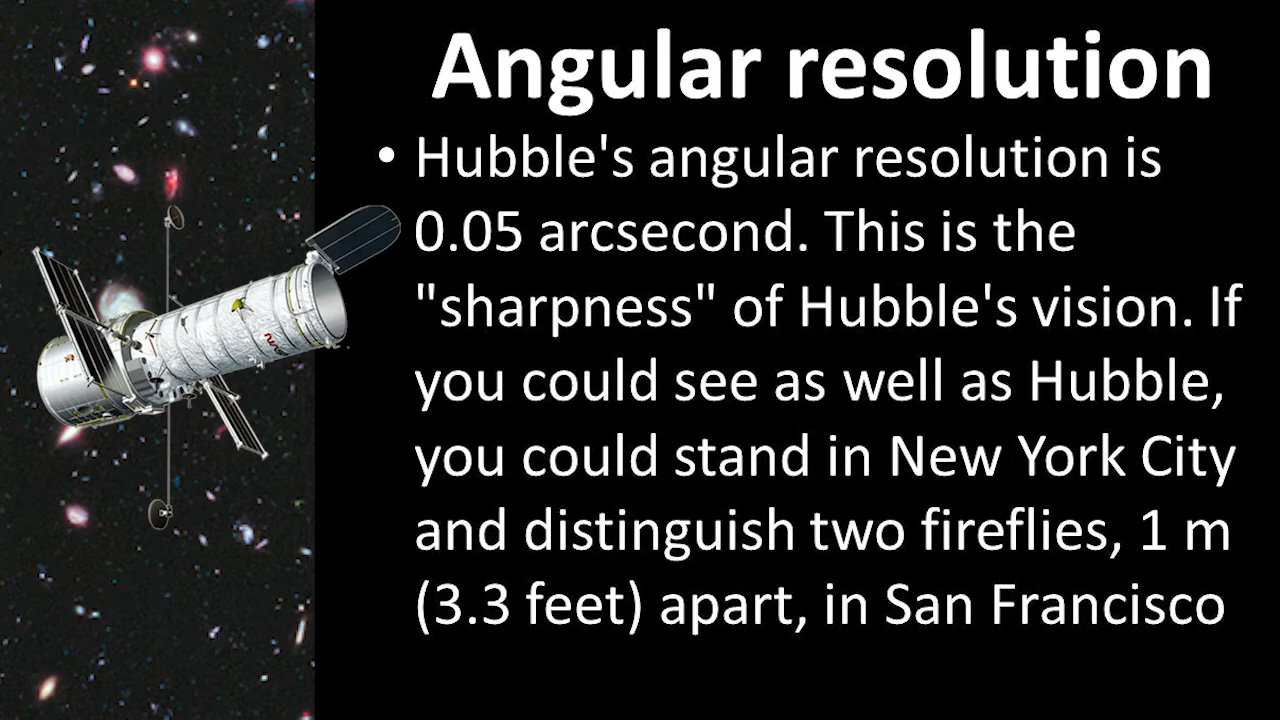 Angular resolution
• Hubble's angular resolution is
0.05 arcsecond. This is the
"sharpness" of Hubble's vision. If
you could see as well as Hubble,
you could stand in New York City
and distinguish two fireflies, 1 m
(3.3 feet) apart, in San Francisco